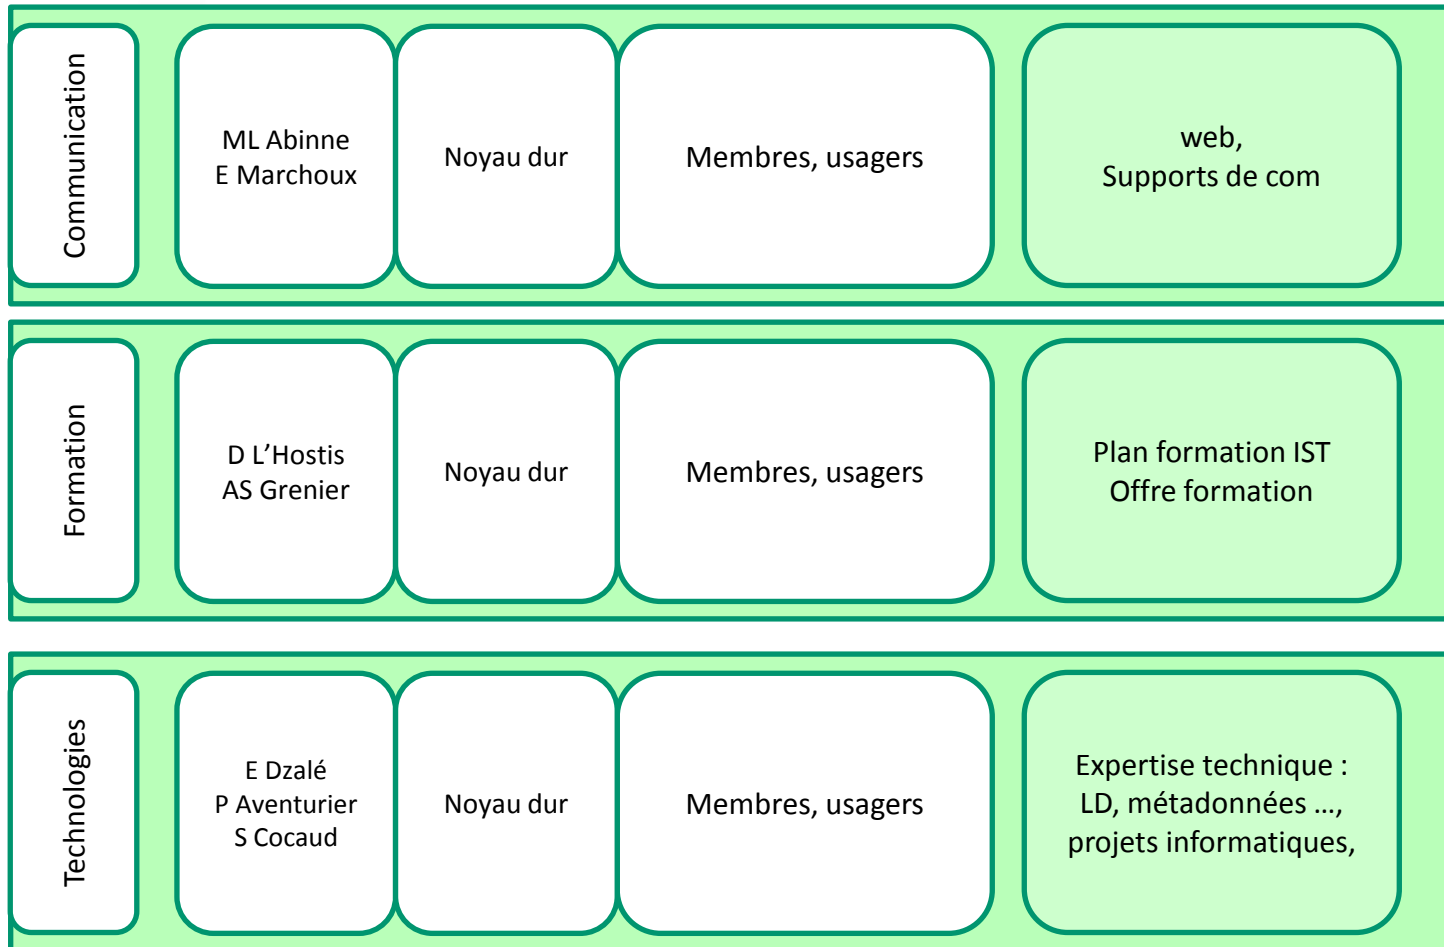 Communication
ML Abinne
E Marchoux
Noyau dur
Membres, usagers
web,
Supports de com
Formation
D L’Hostis
AS Grenier
Noyau dur
Membres, usagers
Plan formation IST
Offre formation
Technologies
E Dzalé
P Aventurier
S Cocaud
Noyau dur
Membres, usagers
Expertise technique :
LD, métadonnées …,
projets informatiques,